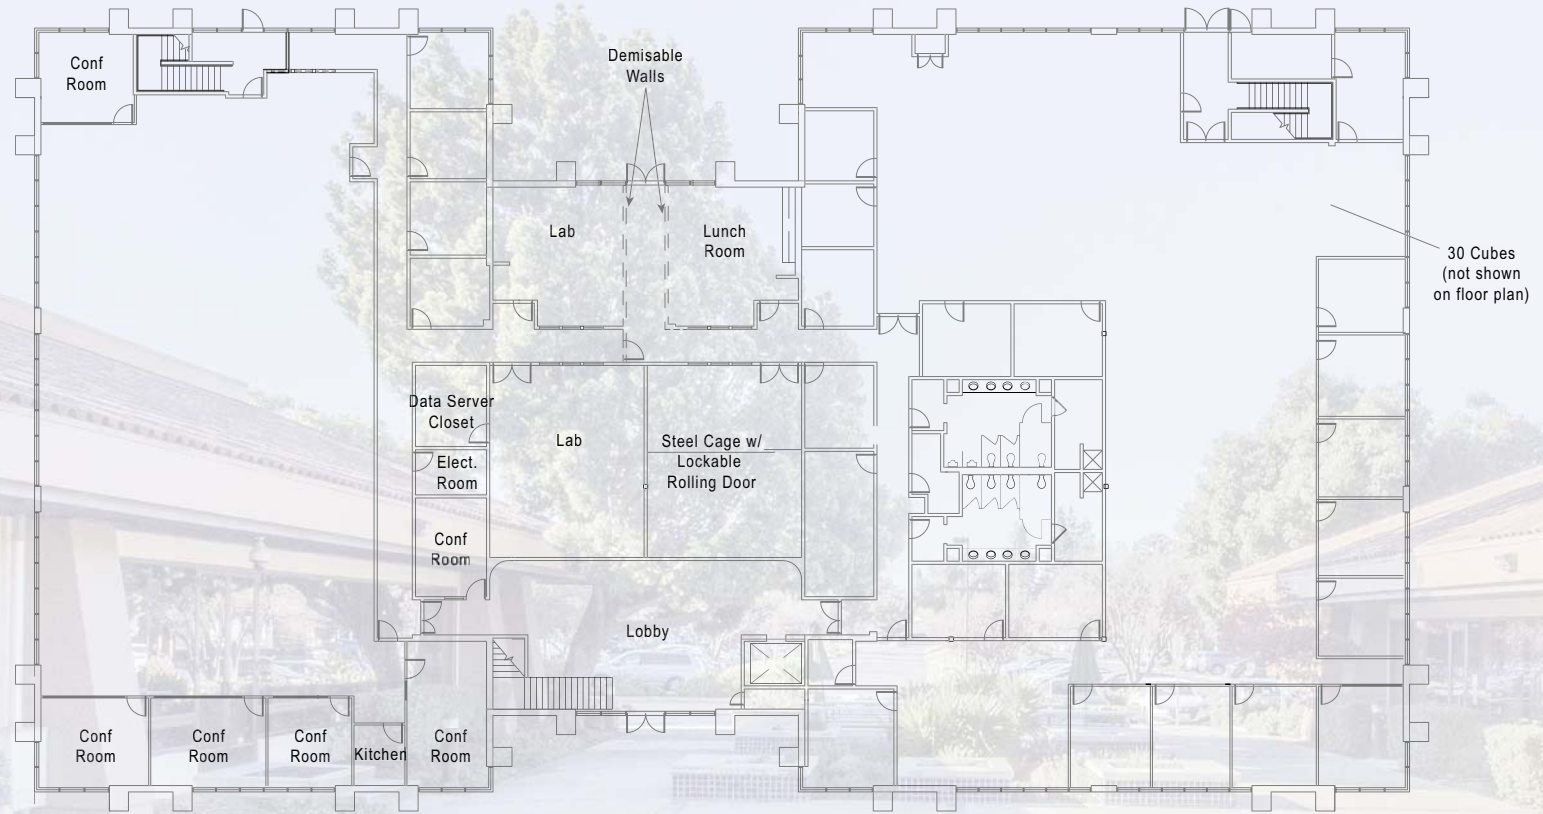 Conf
Room
Demisable
Walls
Lab
Lunch
Room
30 Cubes
(not shown
on floor plan)
Data Server
Closet
Elect.
Room
Conf
Room
Lab
Steel Cage w/
Lockable
Rolling Door
Lobby
Conf
Room
Conf
Room
Conf
Room
Kitchen
Conf
Room